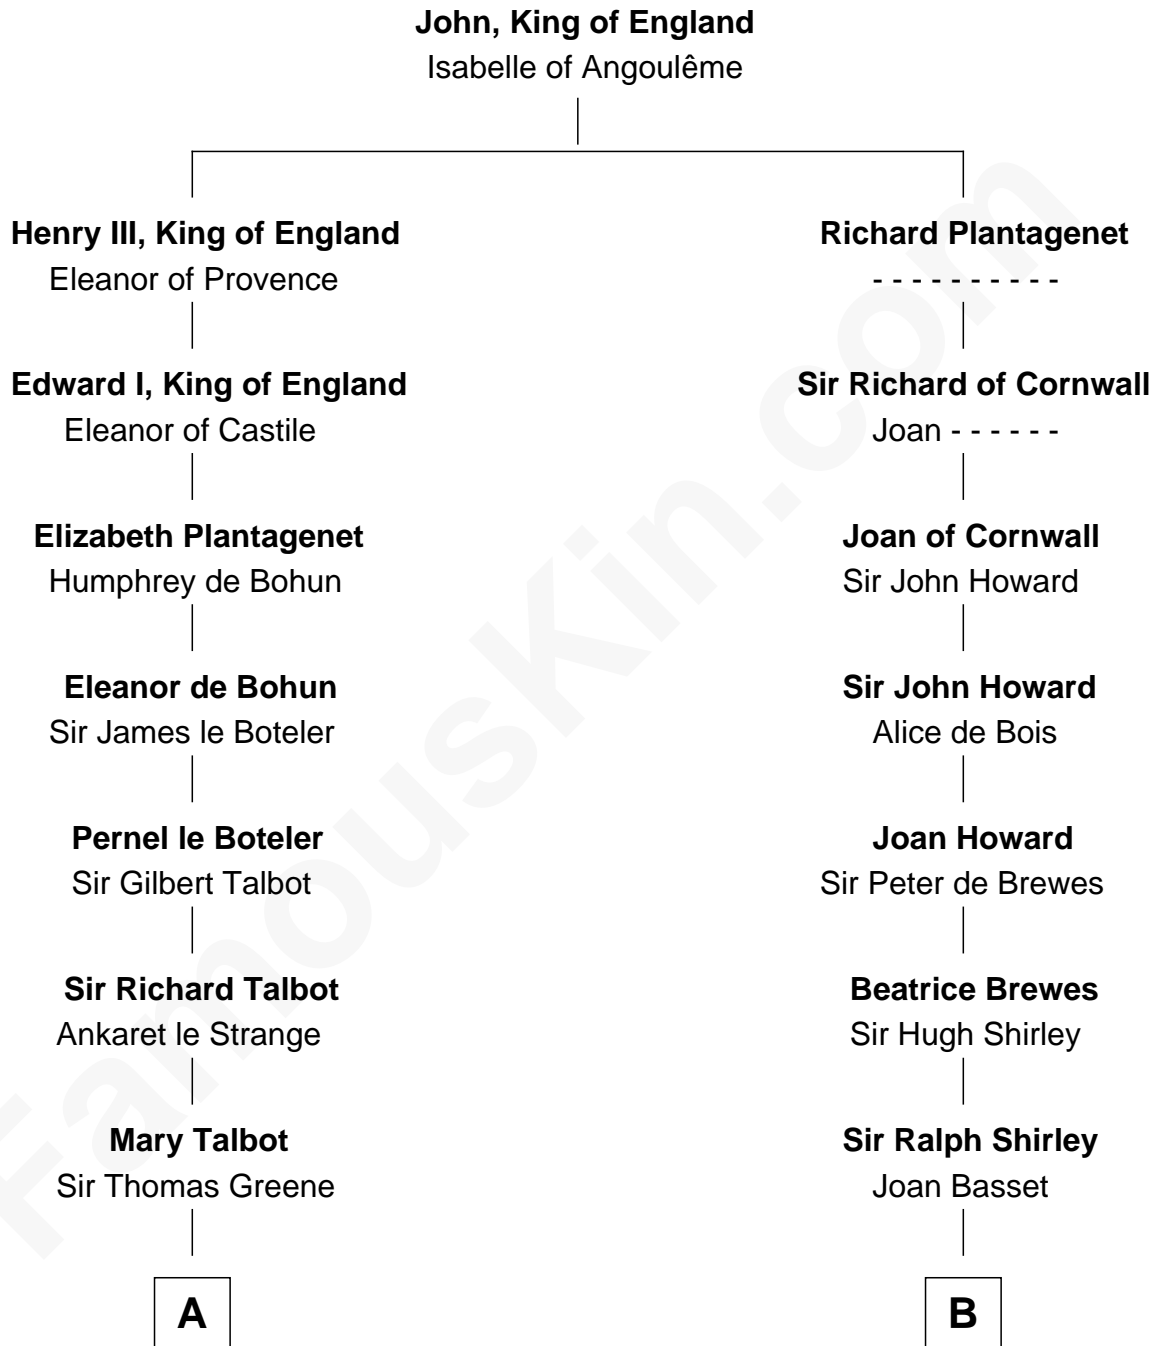 John, King of England
Isabelle of Angoulême
Henry III, King of England
Eleanor of Provence
Richard Plantagenet
- - - - - - - - - -
Edward I, King of England
Eleanor of Castile
Sir Richard of Cornwall
Joan - - - - - -
Elizabeth Plantagenet
Humphrey de Bohun
Joan of Cornwall
Sir John Howard
Eleanor de Bohun
Sir James le Boteler
Sir John Howard
Alice de Bois
Pernel le Boteler
Sir Gilbert Talbot
Joan Howard
Sir Peter de Brewes
Sir Richard Talbot
Ankaret le Strange
Beatrice Brewes
Sir Hugh Shirley
Mary Talbot
Sir Thomas Greene
Sir Ralph Shirley
Joan Basset
A
B
FamousKin.com